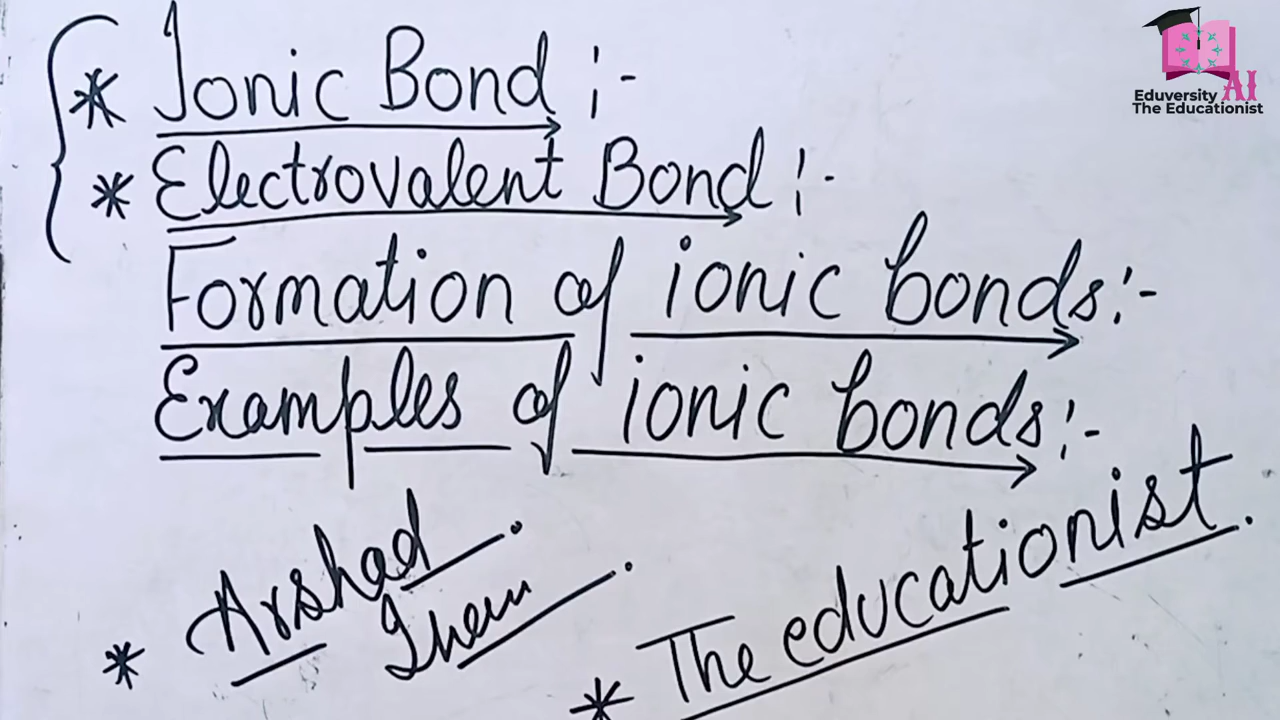 * Ionic Bond :-
* Electrovalent Bond :-
Formation of ionic bonds:-
Examples of ionic bonds:-
* Arshad
* The educationist.
Eduversity AI
The Educationist